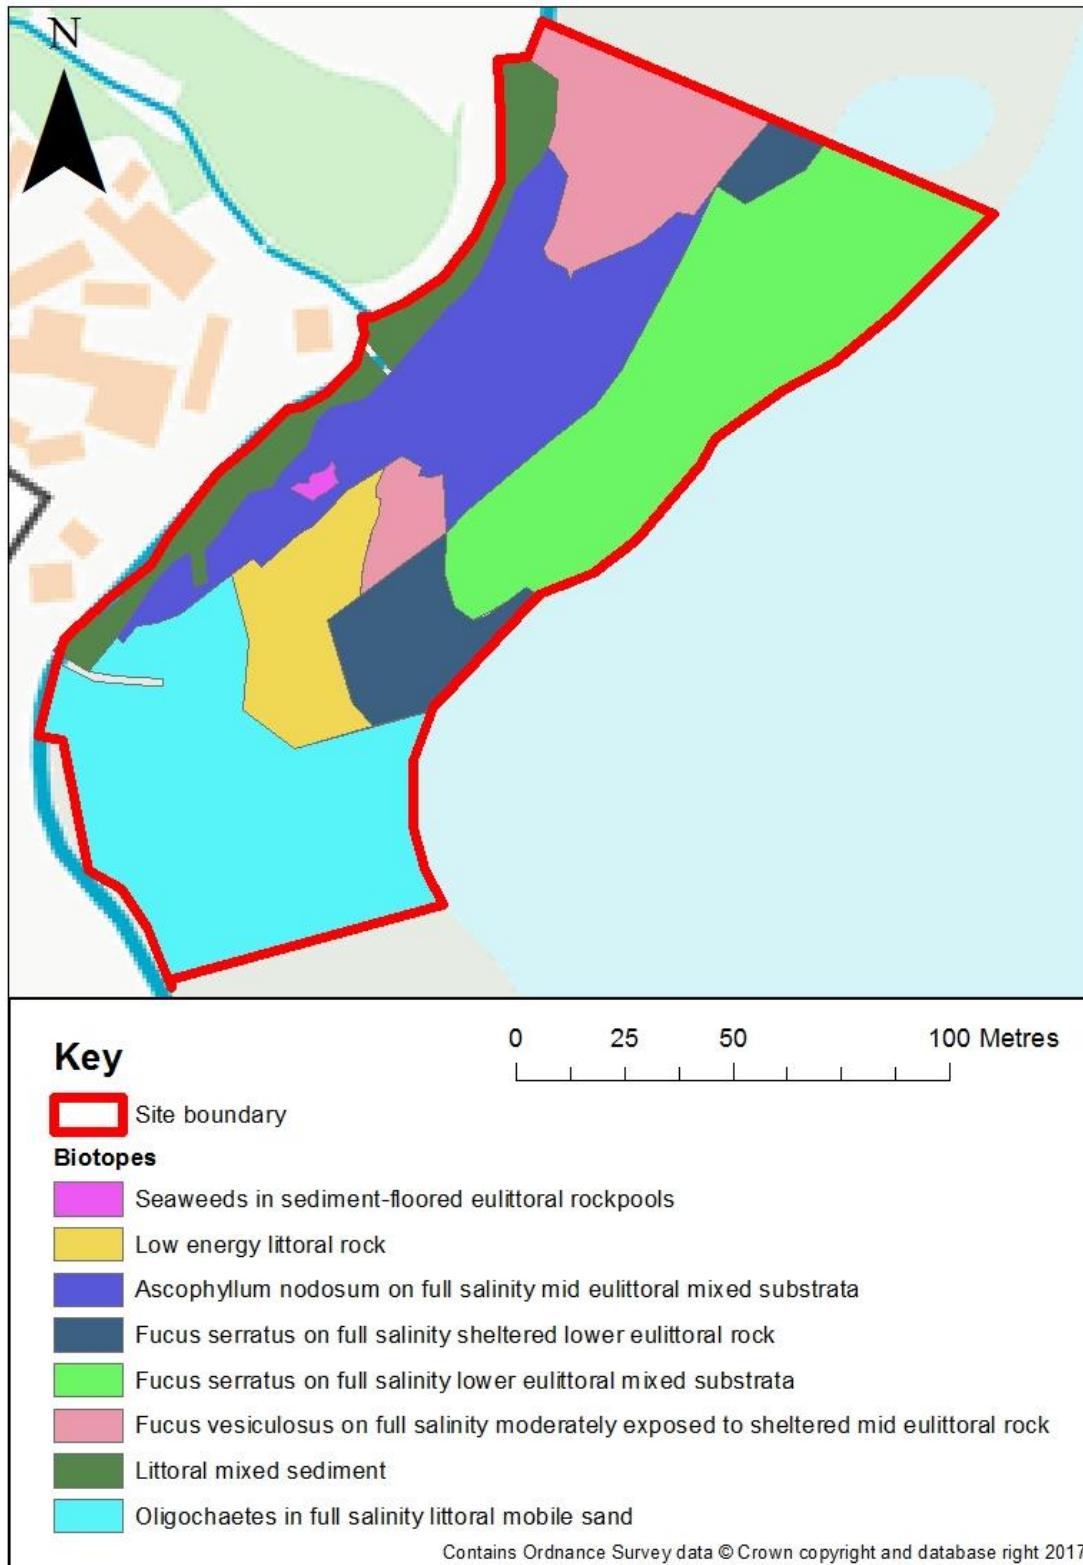 N
0 25 50 100 Metres
Key
Site boundary
Biotopes
Seaweeds in sediment-floored eulittoral rockpools
Low energy littoral rock
Ascophyllum nodosum on full salinity mid eulittoral mixed substrata
Fucus serratus on full salinity sheltered lower eulittoral rock
Fucus serratus on full salinity lower eulittoral mixed substrata
Fucus vesiculosus on full salinity moderately exposed to sheltered mid eulittoral rock
Littoral mixed sediment
Oligochaetes in full salinity littoral mobile sand
Contains Ordnance Survey data © Crown copyright and database right 2017